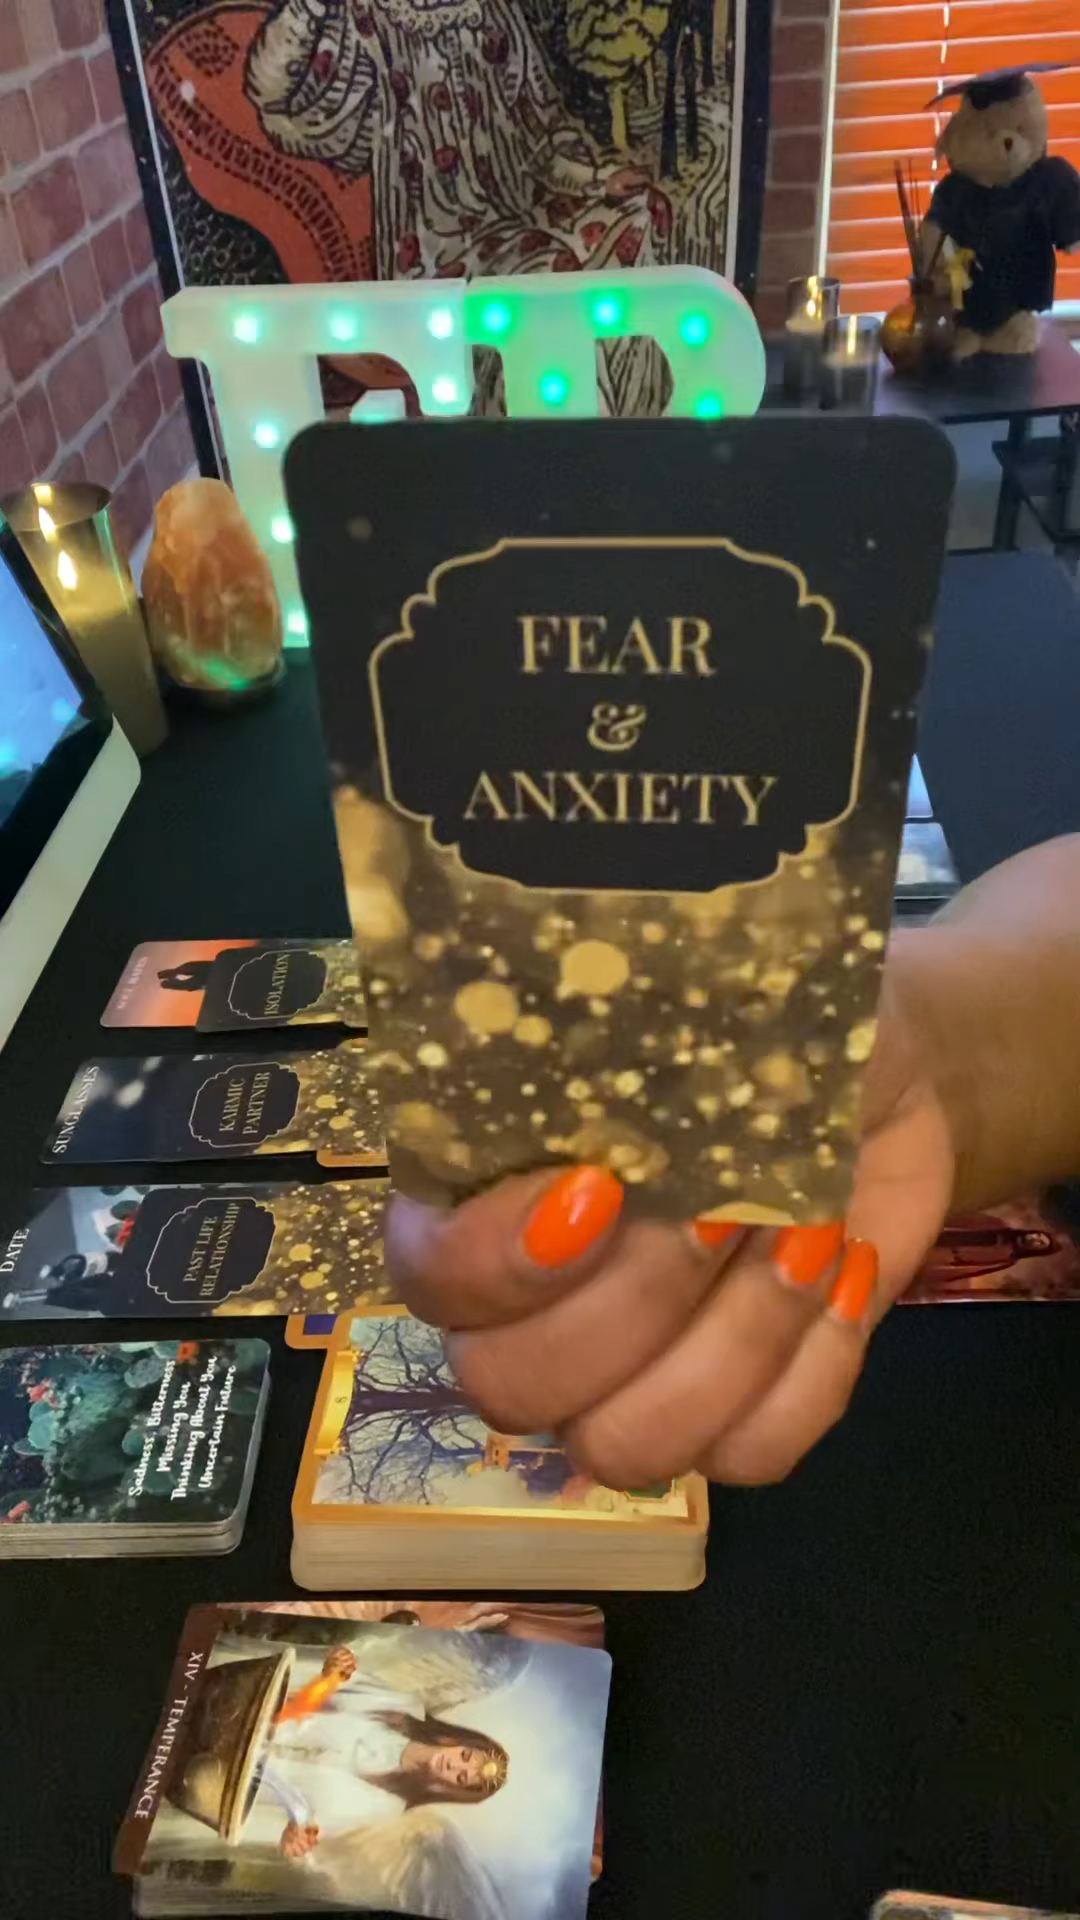 FEAR
&
ANXIETY
ISOLATION
SUNGLASSES
KARMIC
PARTNER
DATE
PAST LIFE
RELATIONSHIP
Sadness, Bitterness
Missing You
Thinking About You
Uncertain Future
8
XIV - TEMPERANCE